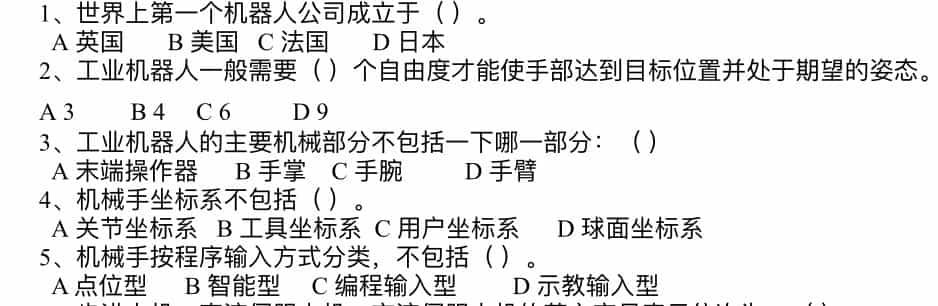 1、世界上第一个机器人公司成立于（）。
A 英国 B 美国 C 法国 D 日本
2、工业机器人一般需要（）个自由度才能使手部达到目标位置并处于期望的姿态。
A 3 B 4 C 6 D 9
3、工业机器人的主要机械部分不包括一下哪一部分：（）
A 末端操作器 B 手掌 C 手腕 D 手臂
4、机械手坐标系不包括（）。
A 关节坐标系 B 工具坐标系 C 用户坐标系 D 球面坐标系
5、机械手按程序输入方式分类，不包括（）。
A 点位型 B 智能型 C 编程输入型 D 示教输入型